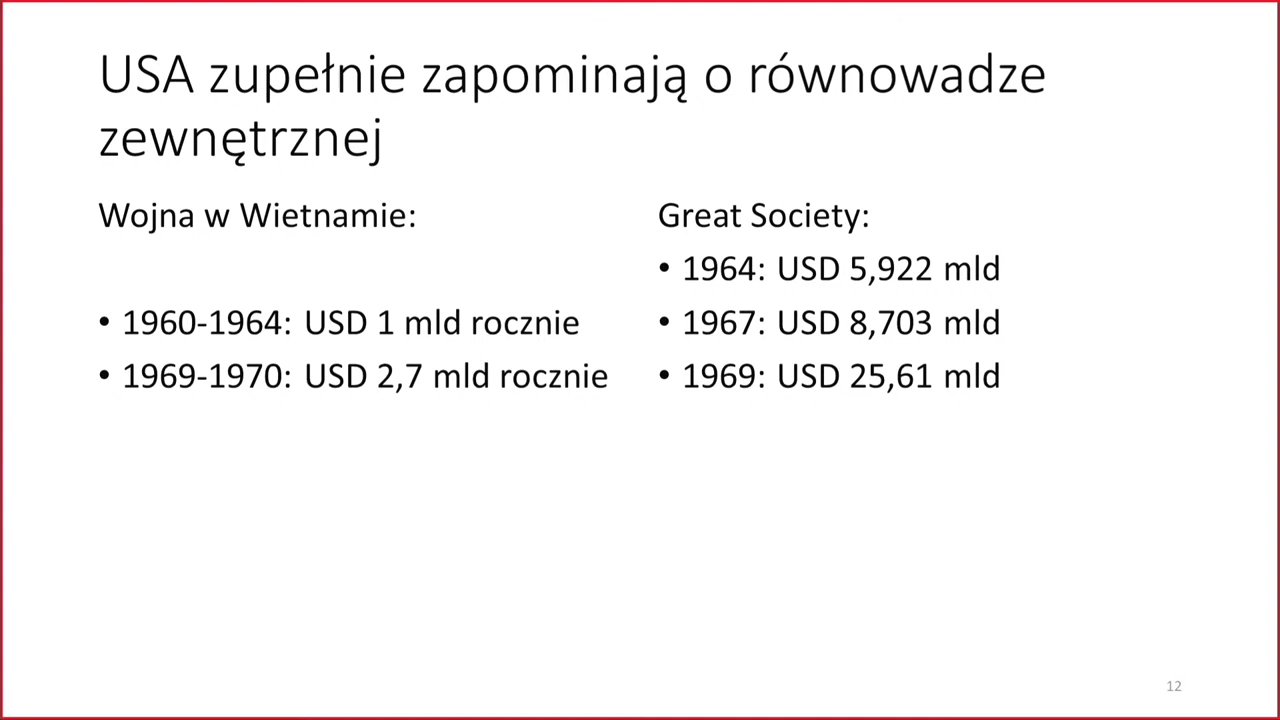 USA zupełnie zapominają o równowadze
zewnętrznej
Wojna w Wietnamie:
• 1960-1964: USD 1 mld rocznie
• 1969-1970: USD 2,7 mld rocznie
Great Society:
• 1964: USD 5,922 mld
• 1967: USD 8,703 mld
• 1969: USD 25,61 mld
12